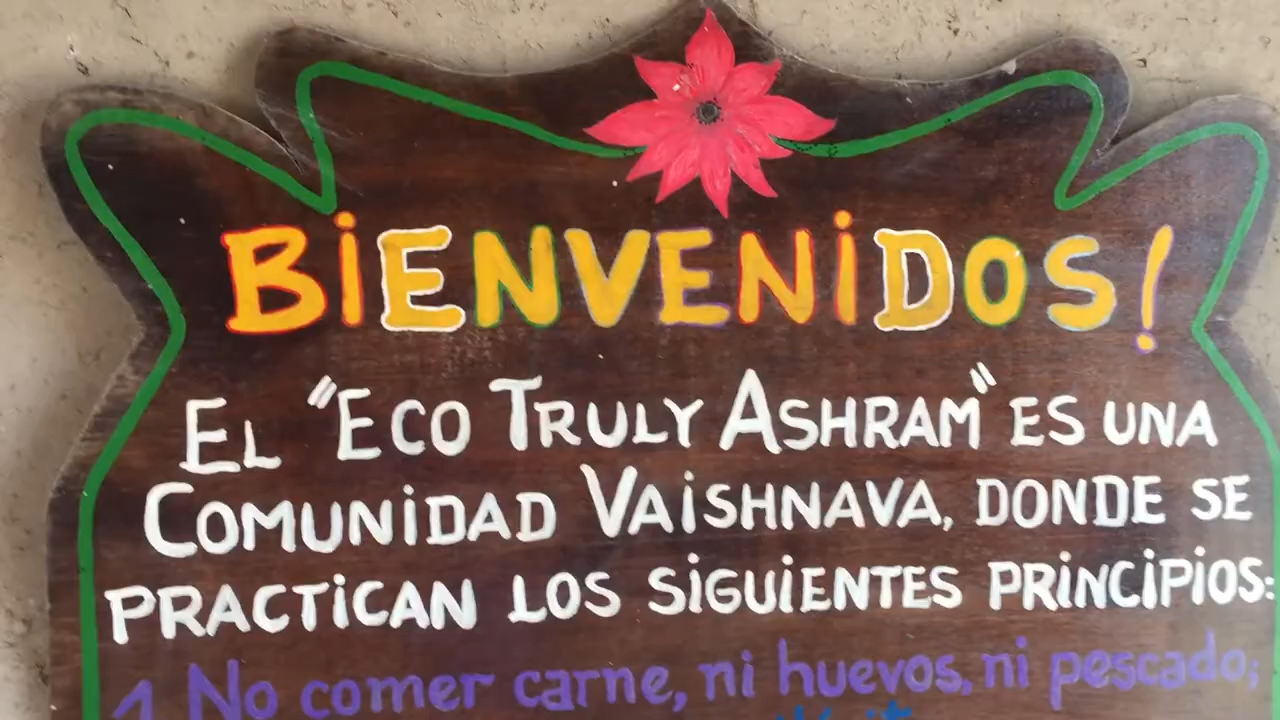 BIENVENIDOS!
EL "ECO TRULY ASHRAM" ES UNA
COMUNIDAD VAISHNAVA, DONDE SE
PRACTICAN LOS SIGUIENTES PRINCIPIOS:
1 No comer carne, ni huevos, ni pescado;